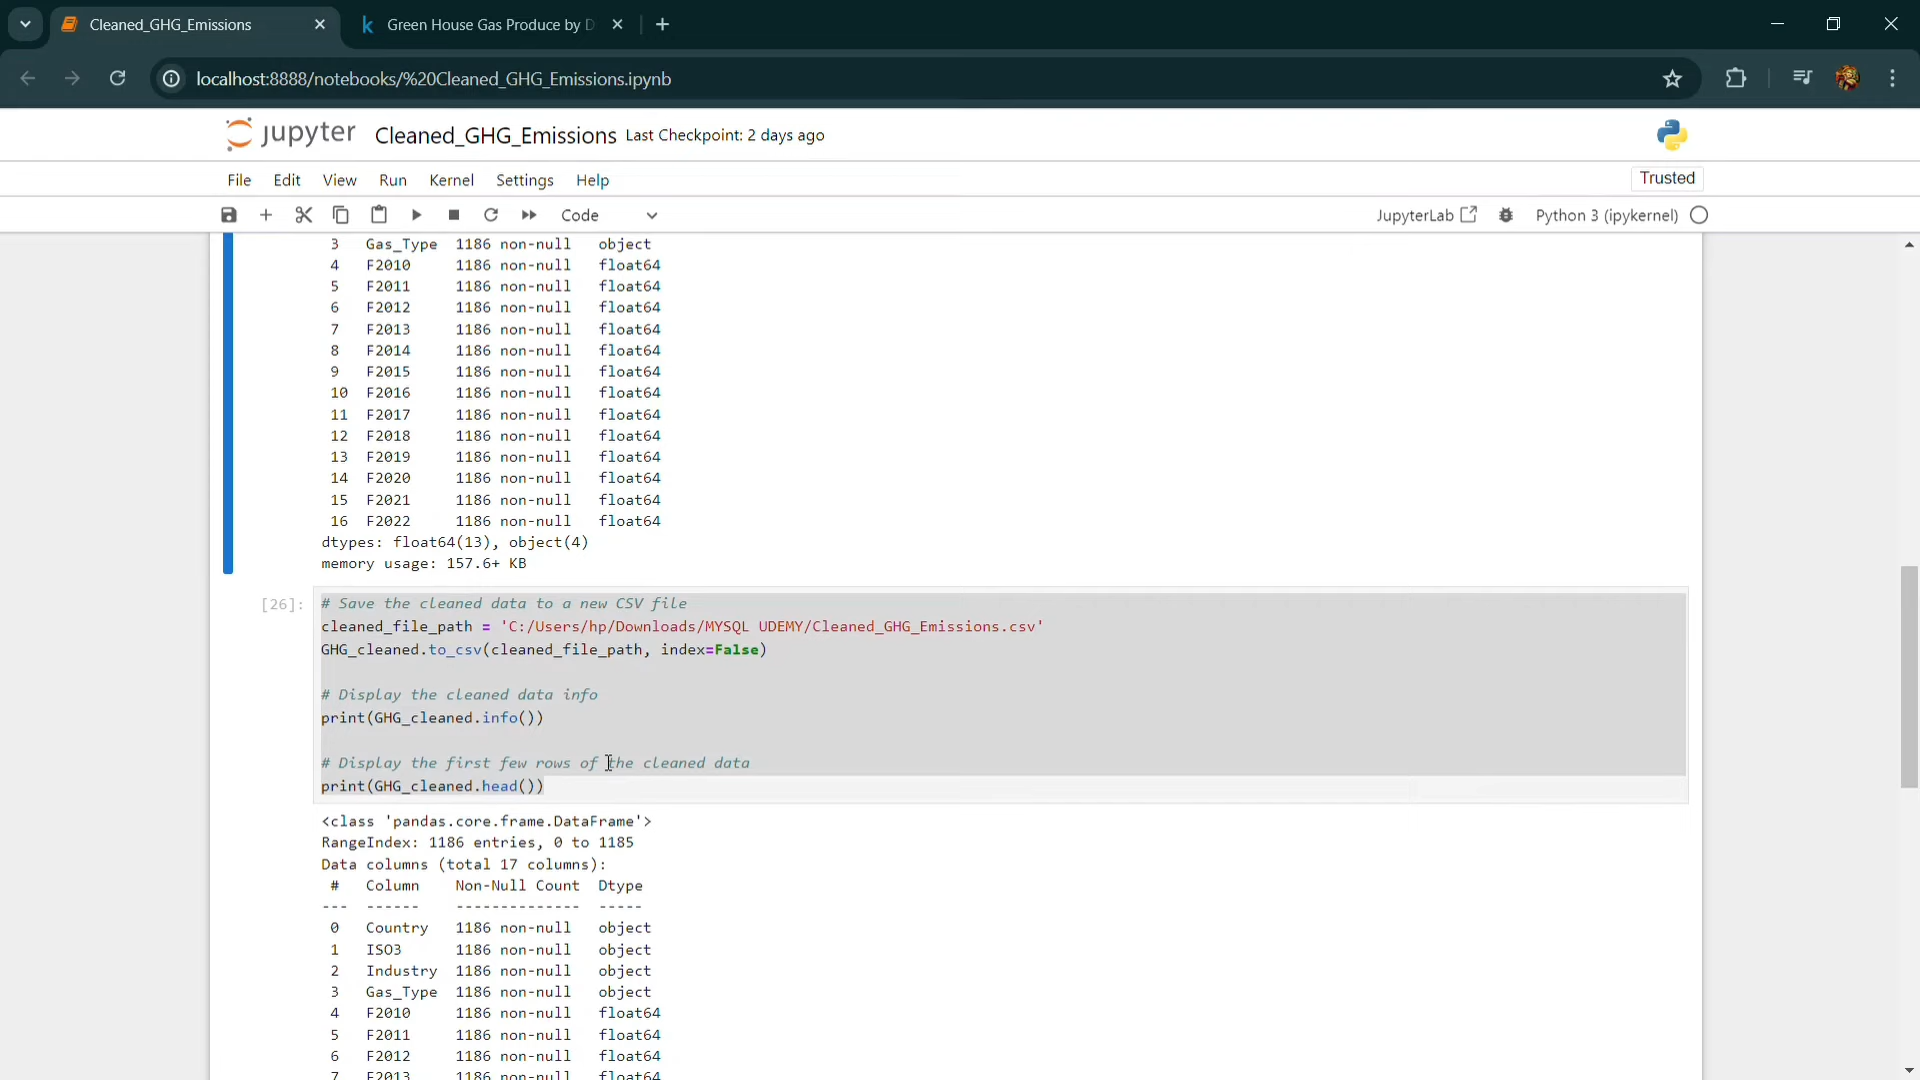 Cleaned_GHG_Emissions
Green House Gas Produce by D
localhost:8888/notebooks/%20Cleaned_GHG_Emissions.ipynb
jupyter Cleaned_GHG_Emissions Last Checkpoint: 2 days ago
File Edit View Run Kernel Settings Help Trusted
Code JupyterLab Python 3 (ipykernel)
3 Gas_Type 1186 non-null object
4 F2010 1186 non-null float64
5 F2011 1186 non-null float64
6 F2012 1186 non-null float64
7 F2013 1186 non-null float64
8 F2014 1186 non-null float64
9 F2015 1186 non-null float64
10 F2016 1186 non-null float64
11 F2017 1186 non-null float64
12 F2018 1186 non-null float64
13 F2019 1186 non-null float64
14 F2020 1186 non-null float64
15 F2021 1186 non-null float64
16 F2022 1186 non-null float64
dtypes: float64(13), object(4)
memory usage: 157.6+ KB
[26]: # Save the cleaned data to a new CSV file
cleaned_file_path = 'C:/Users/hp/Downloads/MYSQL UDEMY/Cleaned_GHG_Emissions.csv'
GHG_cleaned.to_csv(cleaned_file_path, index=False)
# Display the cleaned data info
print(GHG_cleaned.info())
# Display the first few rows of the cleaned data
print(GHG_cleaned.head())
<class 'pandas.core.frame.DataFrame'>
RangeIndex: 1186 entries, 0 to 1185
Data columns (total 17 columns):
# Column Non-Null Count Dtype
--- ------ -------------- -----
0 Country 1186 non-null object
1 ISO3 1186 non-null object
2 Industry 1186 non-null object
3 Gas_Type 1186 non-null object
4 F2010 1186 non-null float64
5 F2011 1186 non-null float64
6 F2012 1186 non-null float64
7 F2013 1186 non-null float64